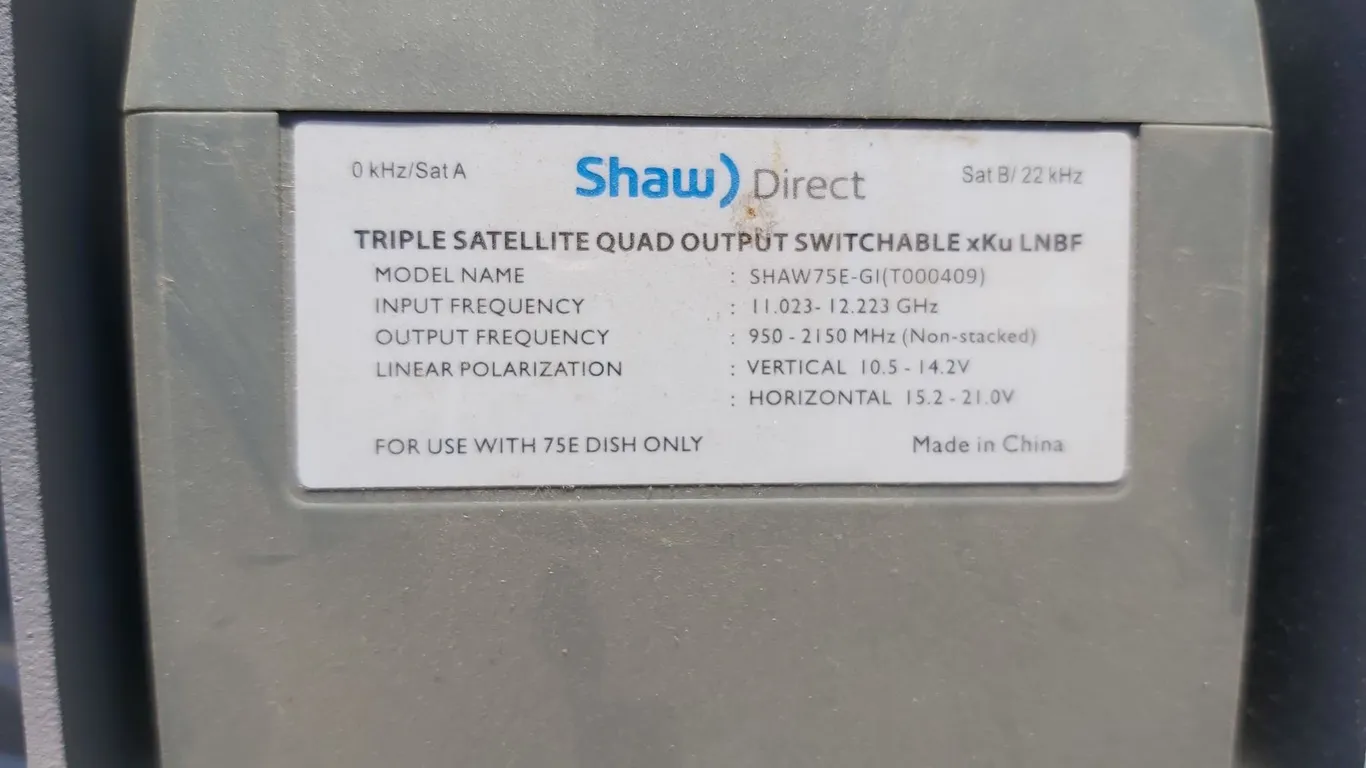 0 kHz/Sat A
Shaw) Direct
Sat B/ 22 kHz
TRIPLE SATELLITE QUAD OUTPUT SWITCHABLE xKu LNBF
MODEL NAME : SHAW75E-GI(T000409)
INPUT FREQUENCY : 11.023- 12.223 GHz
OUTPUT FREQUENCY : 950 - 2150 MHz (Non-stacked)
LINEAR POLARIZATION : VERTICAL 10.5 - 14.2V
: HORIZONTAL 15.2 - 21.0V
FOR USE WITH 75E DISH ONLY
Made in China